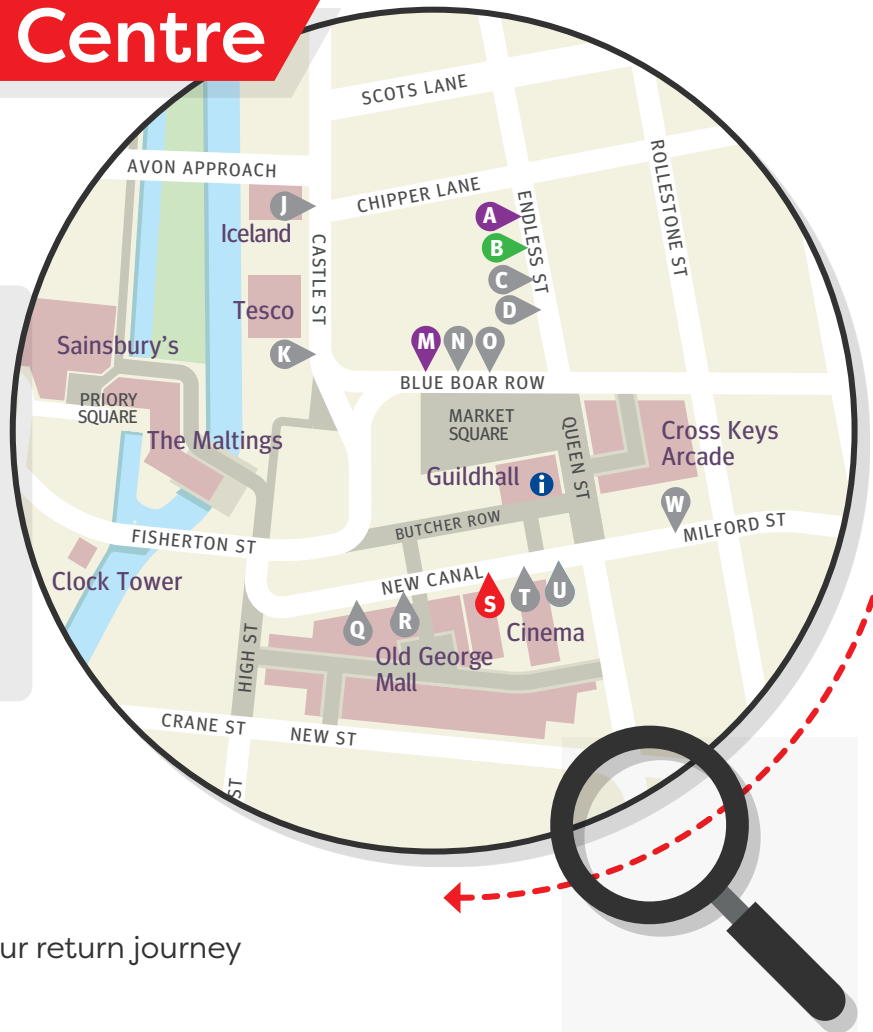 Centre
SCOTS LANE
AVON APPROACH
CHIPPER LANE
ROLLESTONE ST
J
Iceland
CASTLE ST
ENDLESS ST
A
B
C
D
Tesco
K
Sainsbury's
M
N
O
BLUE BOAR ROW
PRIORY
SQUARE
MARKET
SQUARE
The Maltings
QUEEN ST
Cross Keys
Arcade
Guildhall
i
W
BUTCHER ROW
MILFORD ST
FISHERTON ST
Clock Tower
NEW CANAL
Q
R
S
T
U
Cinema
Old George
Mall
HIGH ST
CRANE ST
NEW ST
ST
ur return journey